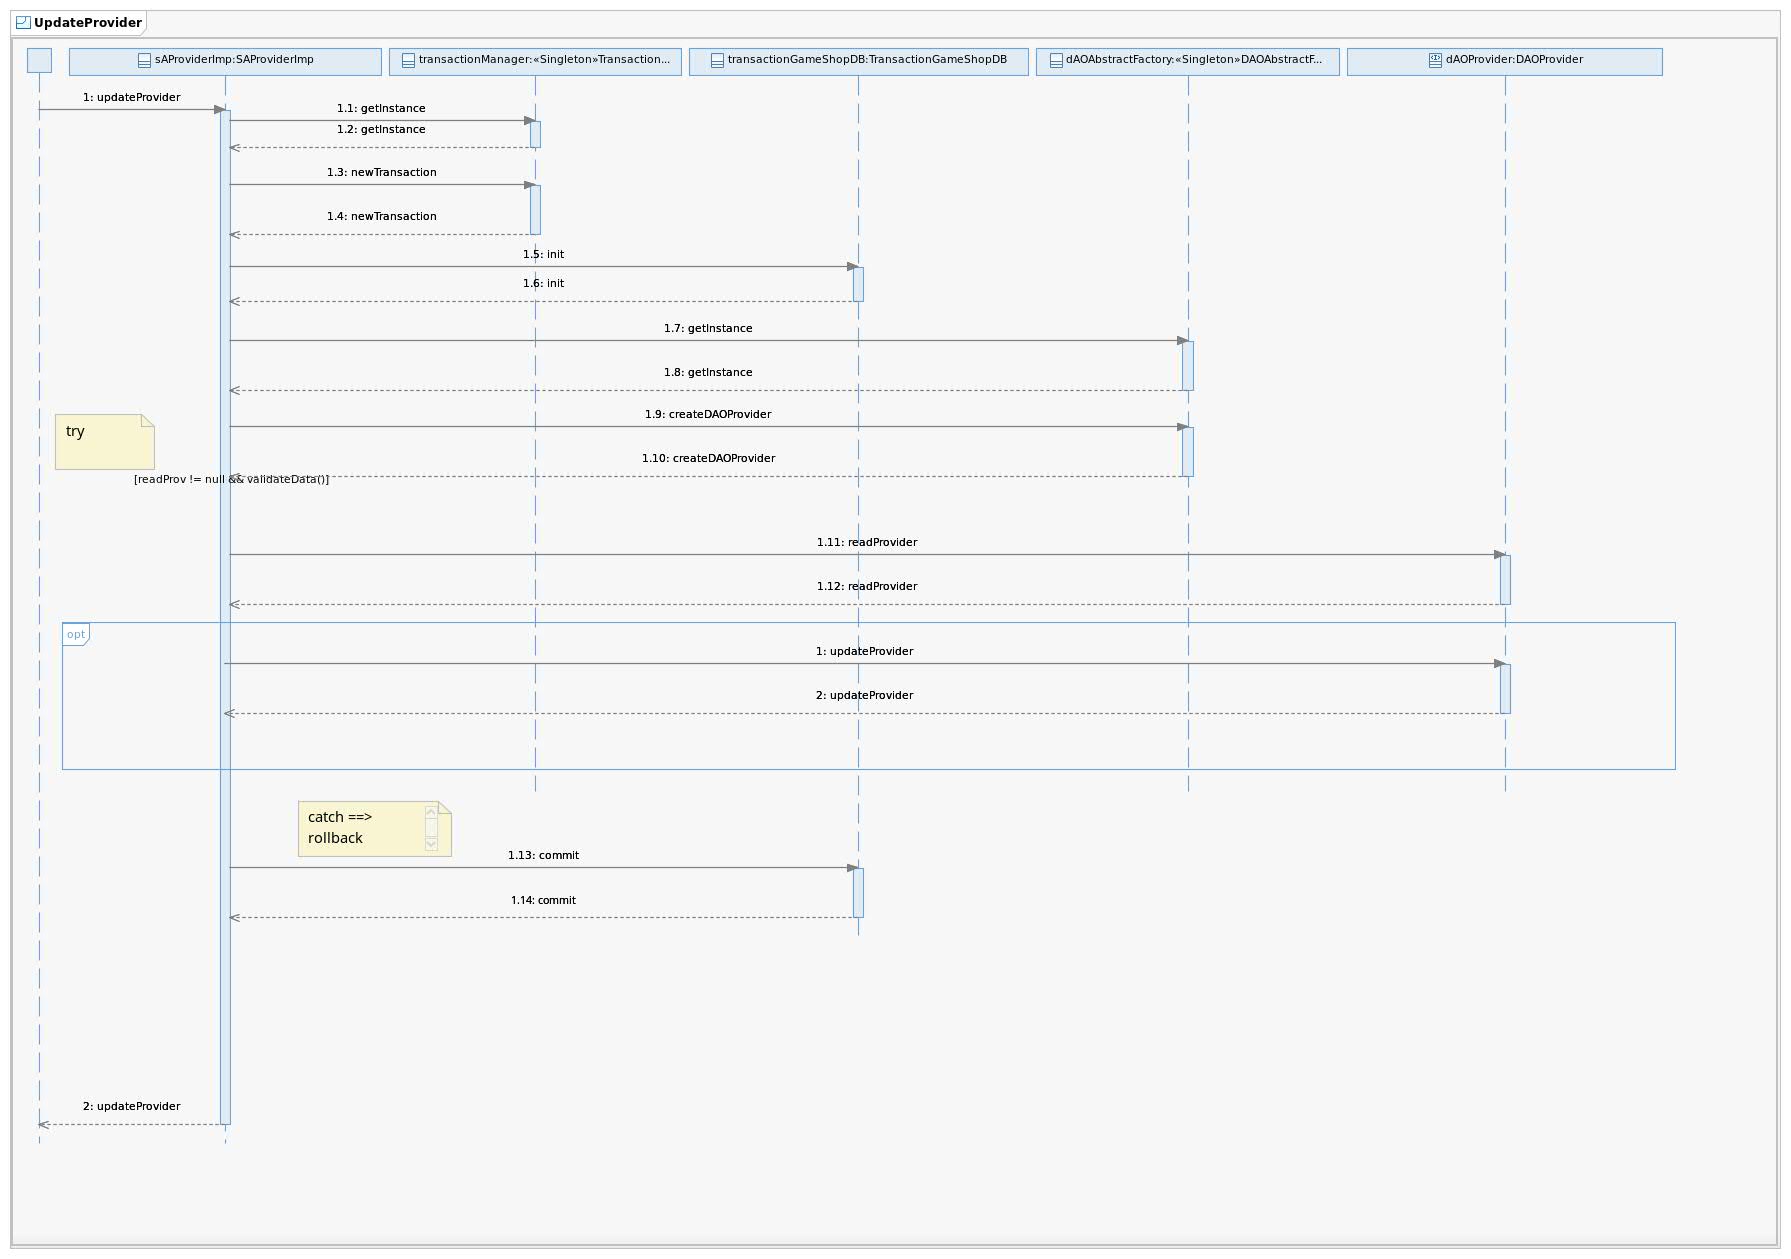 UpdateProvider
sAProviderImp:SAProviderImp
transactionManager:«Singleton»Transaction...
transactionGameShopDB:TransactionGameShopDB
dAOAbstractFactory:«Singleton»DAOAbstractF...
dAOProvider:DAOProvider
1: updateProvider
1.1: getInstance
1.2: getInstance
1.3: newTransaction
1.4: newTransaction
1.5: init
1.6: init
1.7: getInstance
1.8: getInstance
1.9: createDAOProvider
try
1.10: createDAOProvider
[readProv != null && validateData()]
1.11: readProvider
1.12: readProvider
opt
1: updateProvider
2: updateProvider
catch ==>
rollback
1.13: commit
1.14: commit
2: updateProvider